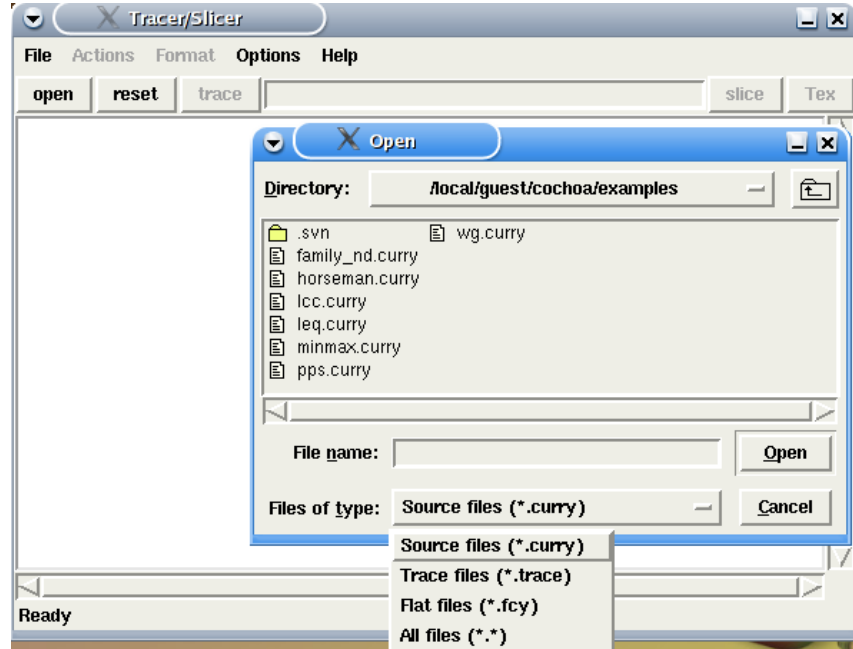 Tracer/Slicer
File Actions Format Options Help
open reset trace slice Tex
Open
Directory: /local/guest/cochoa/examples
.svn wg.curry
family_nd.curry
horseman.curry
lcc.curry
leq.curry
minmax.curry
pps.curry
File name: Open
Files of type: Source files (*.curry) Cancel
Source files (*.curry)
Trace files (*.trace)
Flat files (*.fcy)
All files (*.*)
Ready